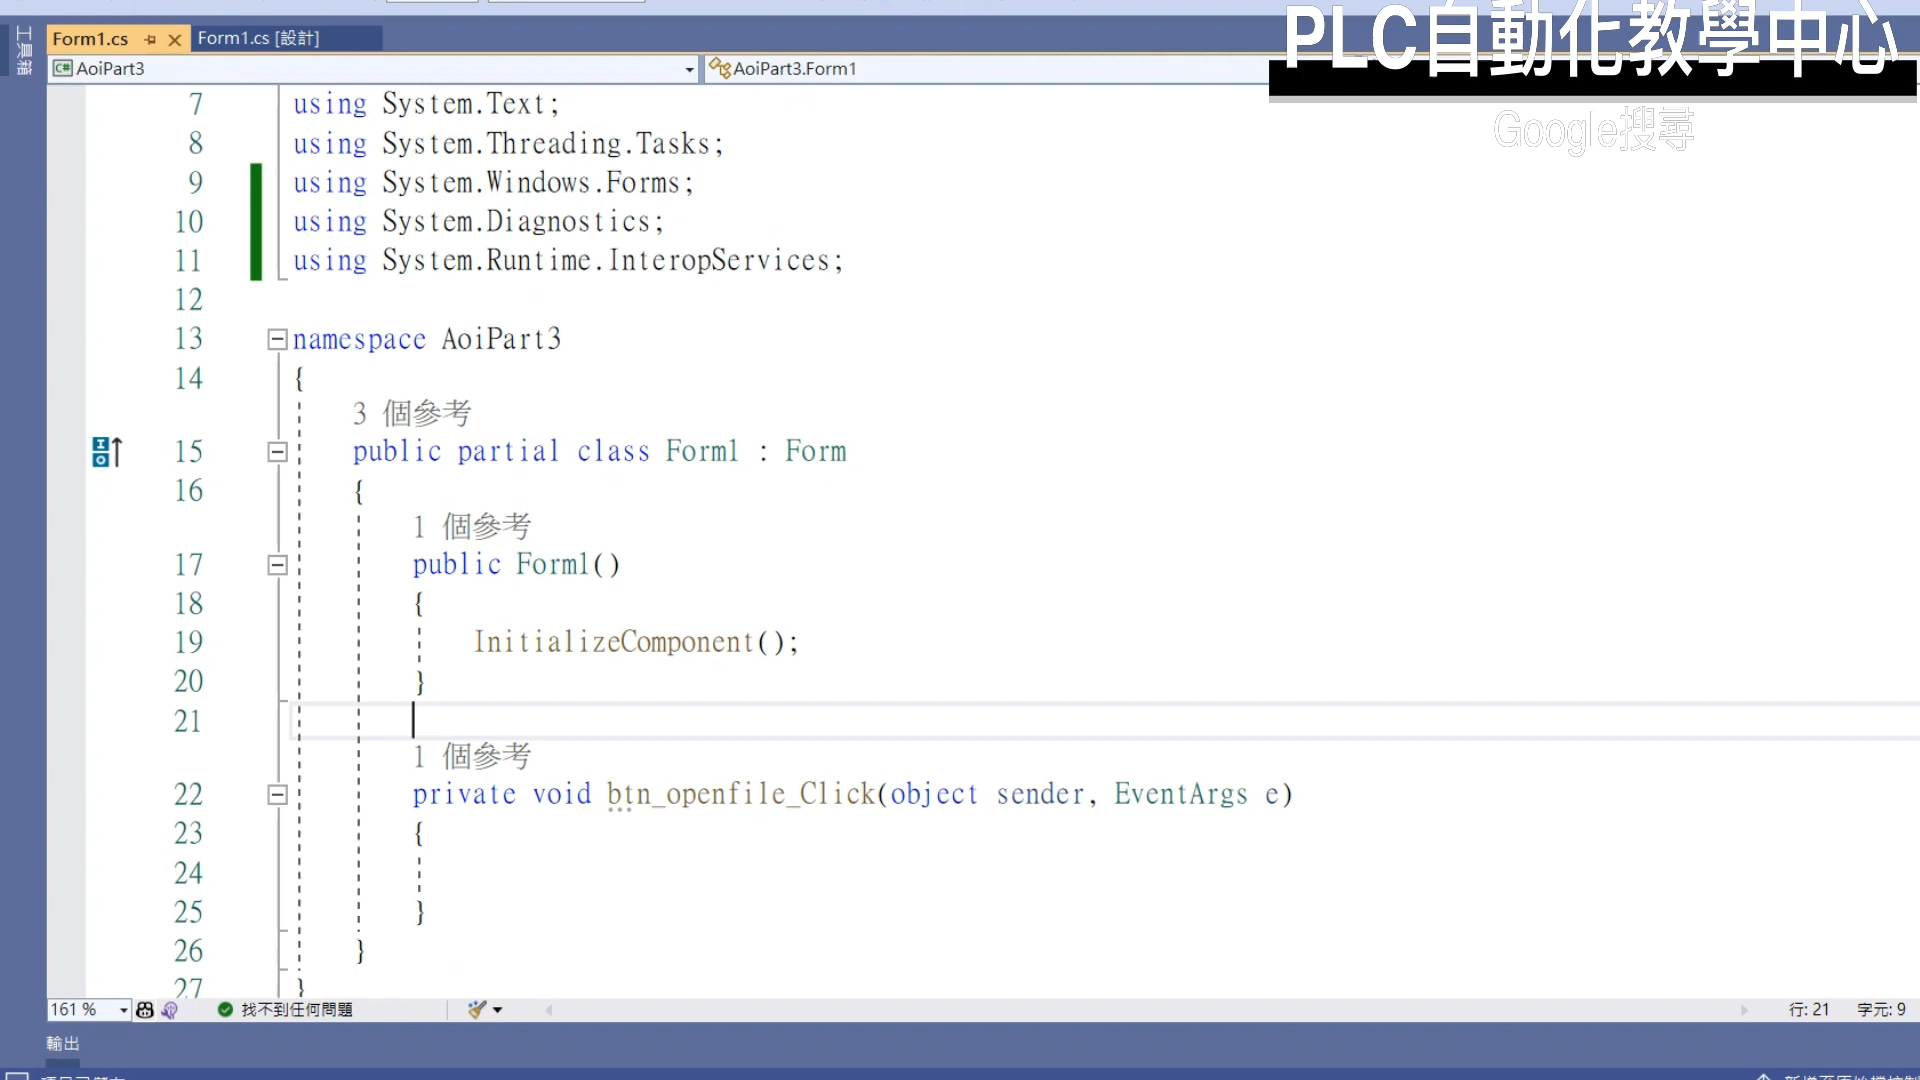 PLC自動化教學中心
Google搜尋
工具箱
Form1.cs
Form1.cs [設計]
AoiPart3
AoiPart3.Form1
7 using System.Text;
8 using System.Threading.Tasks;
9 using System.Windows.Forms;
10 using System.Diagnostics;
11 using System.Runtime.InteropServices;
12
13 namespace AoiPart3
14 {
3 個參考
15 public partial class Form1 : Form
16 {
1 個參考
17 public Form1()
18 {
19 InitializeComponent();
20 }
21
1 個參考
22 private void btn_openfile_Click(object sender, EventArgs e)
23 {
24
25 }
26 }
27 }
161 %
找不到任何問題
行: 21
字元: 9
輸出